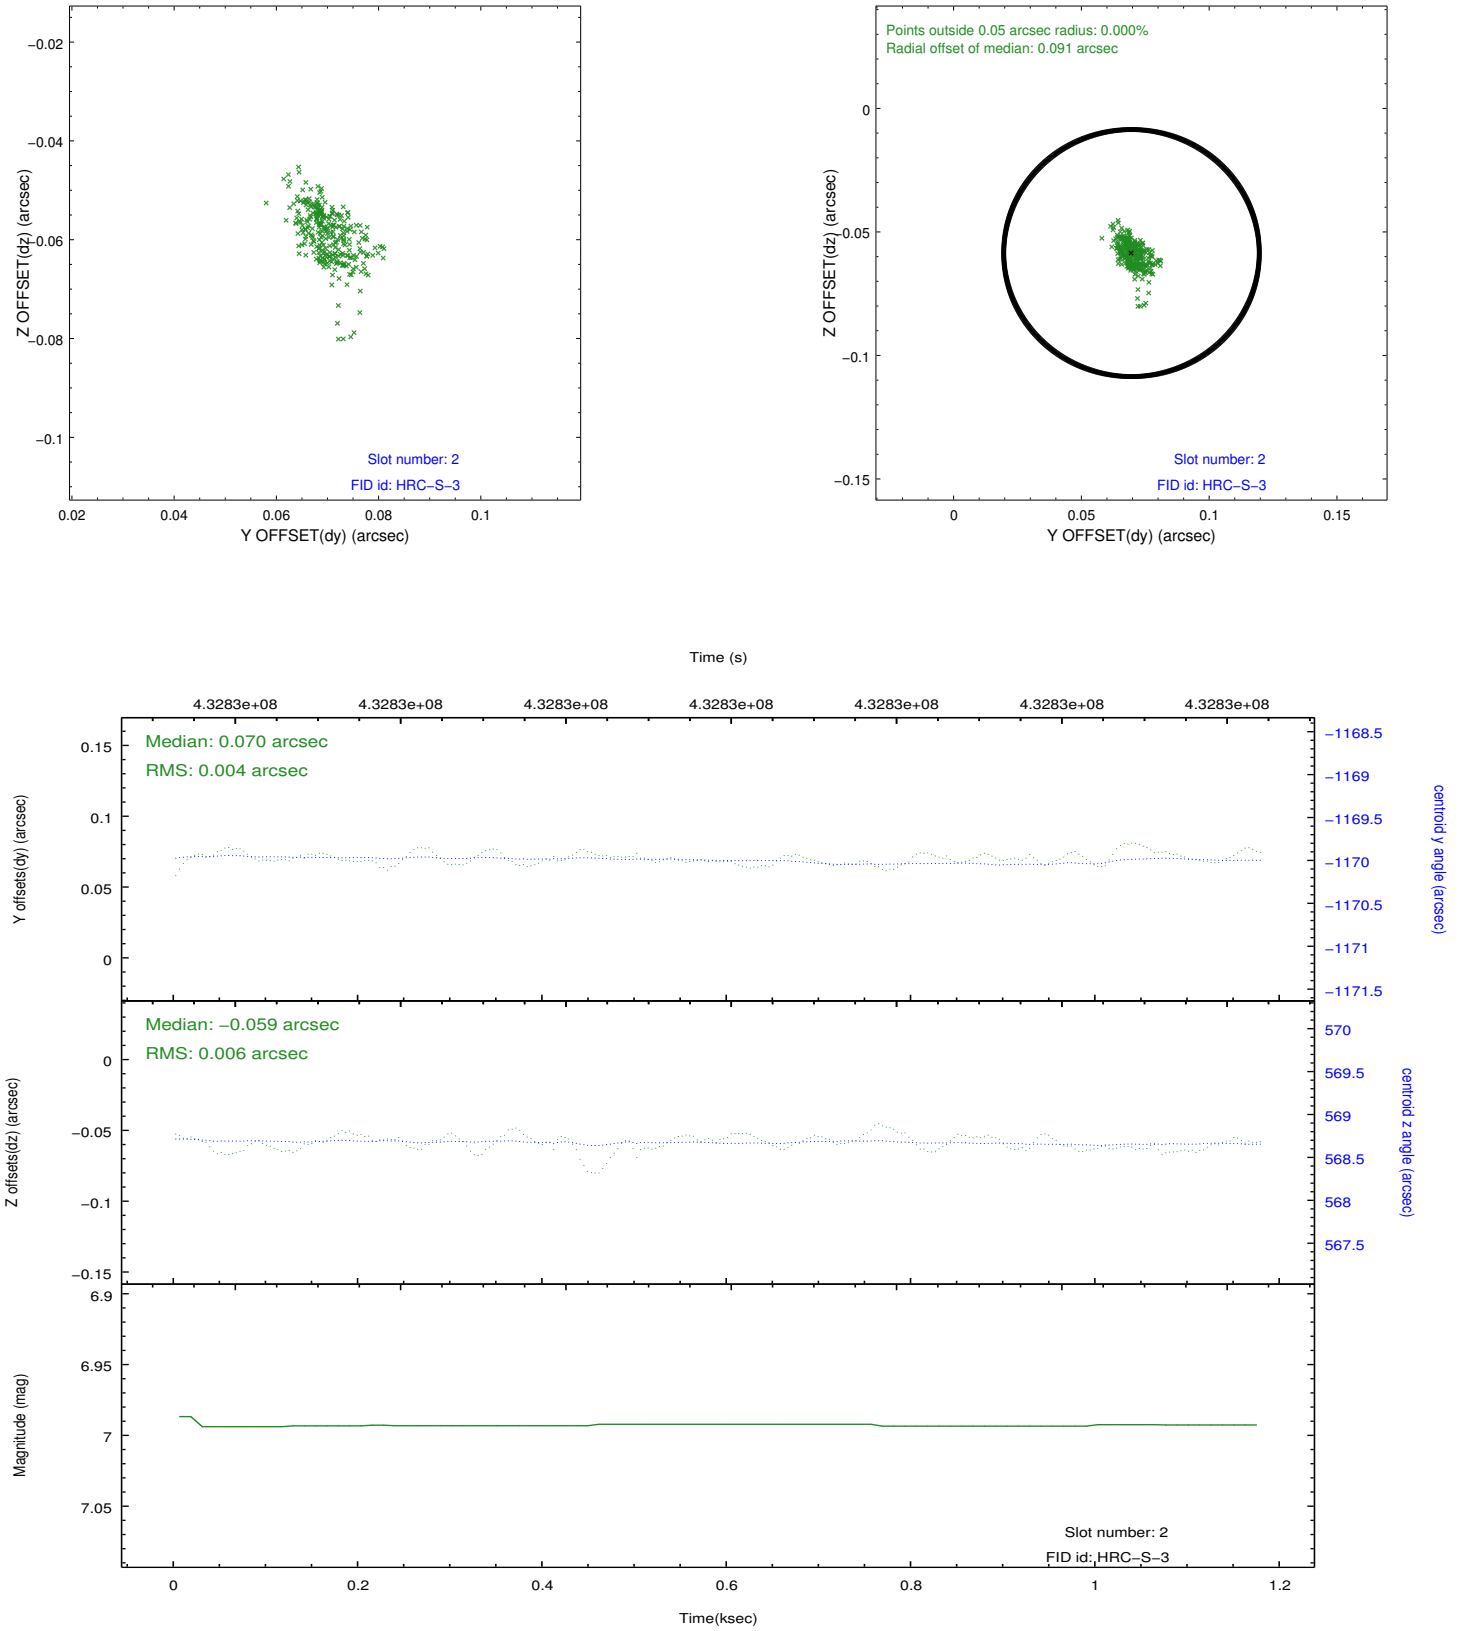 −0.02
−0.04
−0.06
−0.08
−0.1
Z OFFSET(dz) (arcsec)
Slot number: 2
FID id: HRC−S−3
0.02 0.04 0.06 0.08 0.1
Y OFFSET(dy) (arcsec)
Points outside 0.05 arcsec radius: 0.000%
Radial offset of median: 0.091 arcsec
0
−0.05
−0.1
−0.15
Z OFFSET(dz) (arcsec)
Slot number: 2
FID id: HRC−S−3
0 0.05 0.1 0.15
Y OFFSET(dy) (arcsec)
Time (s)
4.3283e+08 4.3283e+08 4.3283e+08 4.3283e+08 4.3283e+08 4.3283e+08 4.3283e+08
Median: 0.070 arcsec
RMS: 0.004 arcsec
0.15
0.1
0.05
0
Y offsets(dy) (arcsec)
−1168.5
−1169
−1169.5
−1170
−1170.5
−1171
−1171.5
centroid y angle (arcsec)
Median: −0.059 arcsec
RMS: 0.006 arcsec
0
−0.05
−0.1
−0.15
Z offsets(dz) (arcsec)
570
569.5
569
568.5
568
567.5
centroid z angle (arcsec)
6.9
6.95
7
7.05
Magnitude (mag)
Slot number: 2
FID id: HRC−S−3
0 0.2 0.4 0.6 0.8 1 1.2
Time(ksec)